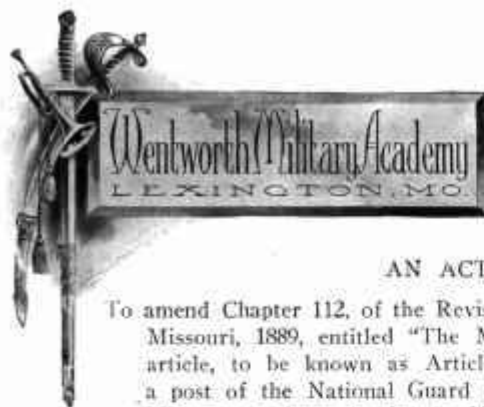 Wentworth Military Academy
LEXINGTON, MO.
AN ACT
To amend Chapter 112, of the Revis
Missouri, 1889, entitled "The M
article, to be known as Articl
a post of the National Guard